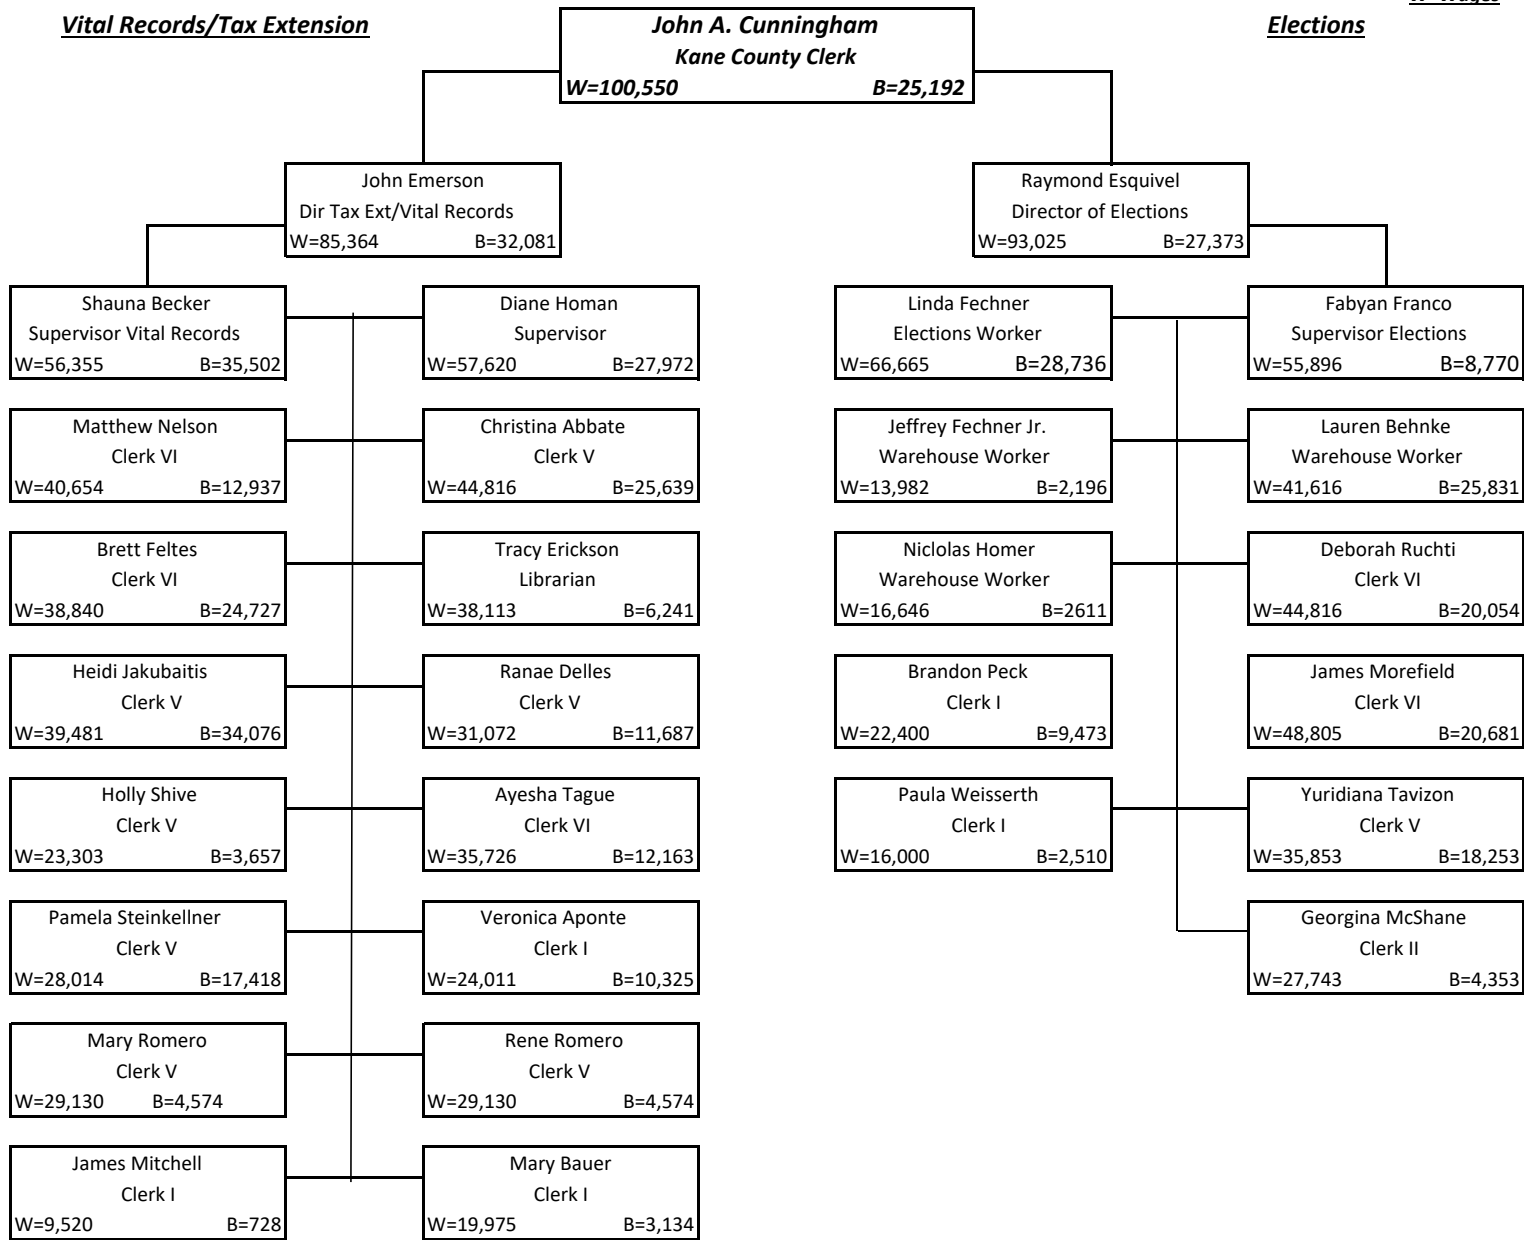 Vital Records/Tax Extension
John A. Cunningham
Kane County Clerk
W=100,550 B=25,192
Elections
John Emerson
Dir Tax Ext/Vital Records
W=85,364 B=32,081
Raymond Esquivel
Director of Elections
W=93,025 B=27,373
Shauna Becker
Supervisor Vital Records
W=56,355 B=35,502
Diane Homan
Supervisor
W=57,620 B=27,972
Linda Fechner
Elections Worker
W=66,665 B=28,736
Fabyan Franco
Supervisor Elections
W=55,896 B=8,770
Matthew Nelson
Clerk VI
W=40,654 B=12,937
Christina Abbate
Clerk V
W=44,816 B=25,639
Jeffrey Fechner Jr.
Warehouse Worker
W=13,982 B=2,196
Lauren Behnke
Warehouse Worker
W=41,616 B=25,831
Brett Feltes
Clerk VI
W=38,840 B=24,727
Tracy Erickson
Librarian
W=38,113 B=6,241
Niclolas Homer
Warehouse Worker
W=16,646 B=2611
Deborah Ruchti
Clerk VI
W=44,816 B=20,054
Heidi Jakubaitis
Clerk V
W=39,481 B=34,076
Ranae Delles
Clerk V
W=31,072 B=11,687
Brandon Peck
Clerk I
W=22,400 B=9,473
James Morefield
Clerk VI
W=48,805 B=20,681
Holly Shive
Clerk V
W=23,303 B=3,657
Ayesha Tague
Clerk VI
W=35,726 B=12,163
Paula Weisserth
Clerk I
W=16,000 B=2,510
Yuridiana Tavizon
Clerk V
W=35,853 B=18,253
Pamela Steinkellner
Clerk V
W=28,014 B=17,418
Veronica Aponte
Clerk I
W=24,011 B=10,325
Georgina McShane
Clerk II
W=27,743 B=4,353
Mary Romero
Clerk V
W=29,130 B=4,574
Rene Romero
Clerk V
W=29,130 B=4,574
James Mitchell
Clerk I
W=9,520 B=728
Mary Bauer
Clerk I
W=19,975 B=3,134